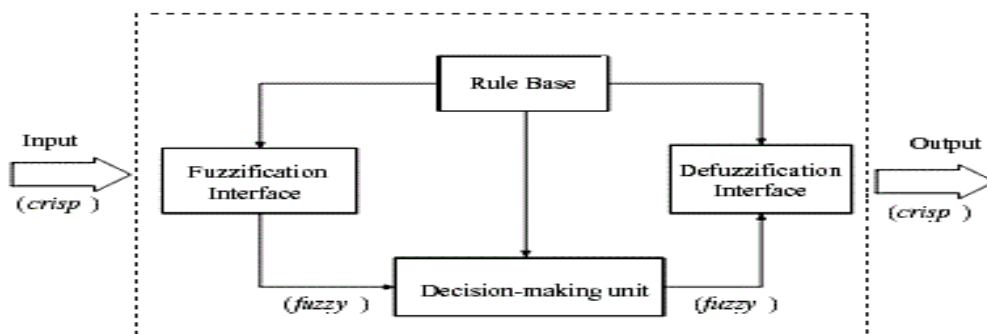 Rule Base
Input
(crisp )
Fuzzification
Interface
Defuzzification
Interface
Output
(crisp )
(fuzzy )
Decision-making unit
(fuzzy )